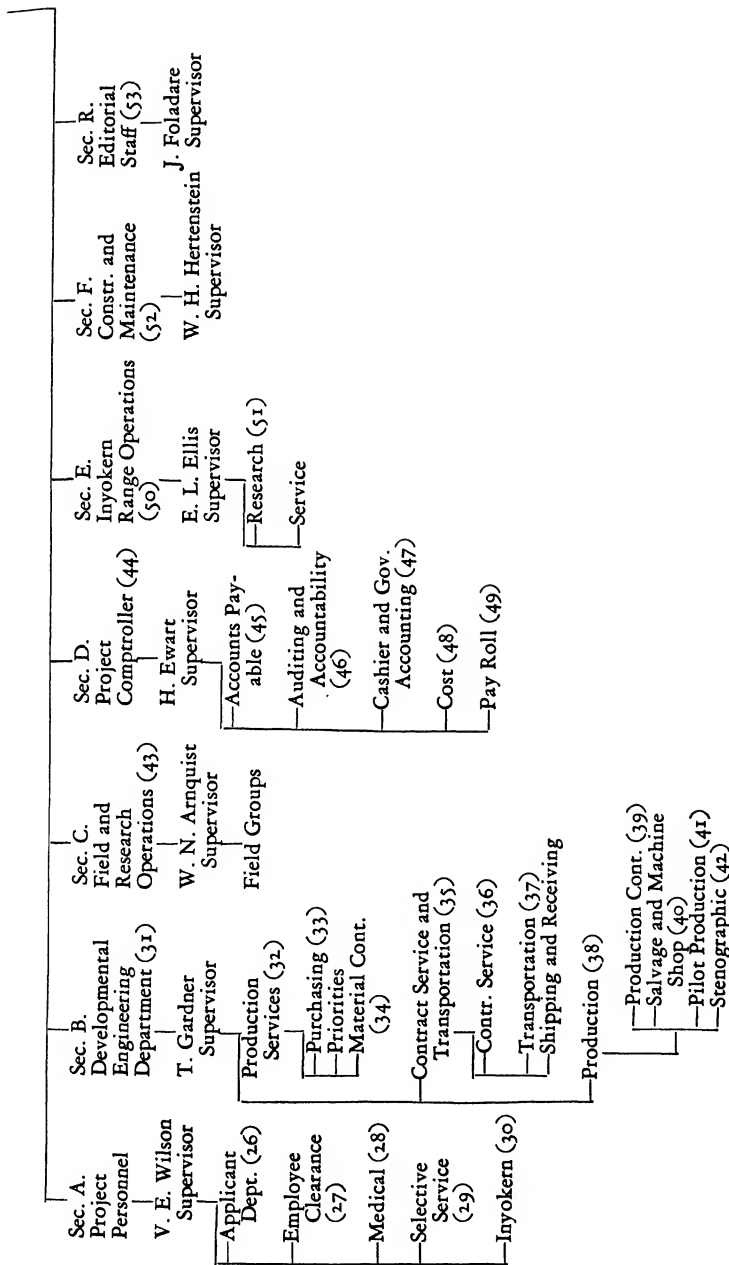 Sec. A.
Project
Personnel
V. E. Wilson
Supervisor
Applicant
Dept. (26)
Employee
Clearance
(27)
Medical (28)
Selective
Service
(29)
Inyokern (30)
Sec. B.
Developmental
Engineering
Department (31)
T. Gardner
Supervisor
Production
Services (32)
Purchasing (33)
Priorities
Material Cont.
(34)
Contract Service and
Transportation (35)
Contr. Service (36)
Transportation (37)
Shipping and Receiving
Production (38)
Production Cont. (39)
Salvage and Machine
Shop (40)
Pilor Production (41)
Stenographic (42)
Sec. C.
Field and
Research
Operations (43)
W. N. Arnquist
Supervisor
Field Groups
Sec. D.
Project
Comptroller (44)
H. Ewart
Supervisor
Accounts Pay-
able (45)
Auditing and
Accountability
(46)
Cashier and Gov.
Accounting (47)
Cost (48)
Pay Roll (49)
Sec. E.
Inyokern
Range Operations
(50)
E. L. Ellis
Supervisor
Research (51)
Service
Sec. F.
Constr. and
Maintenance
(52)
W. H. Hertenstein
Supervisor
Sec. R.
Editorial
Staff (53)
J. Foladare
Supervisor